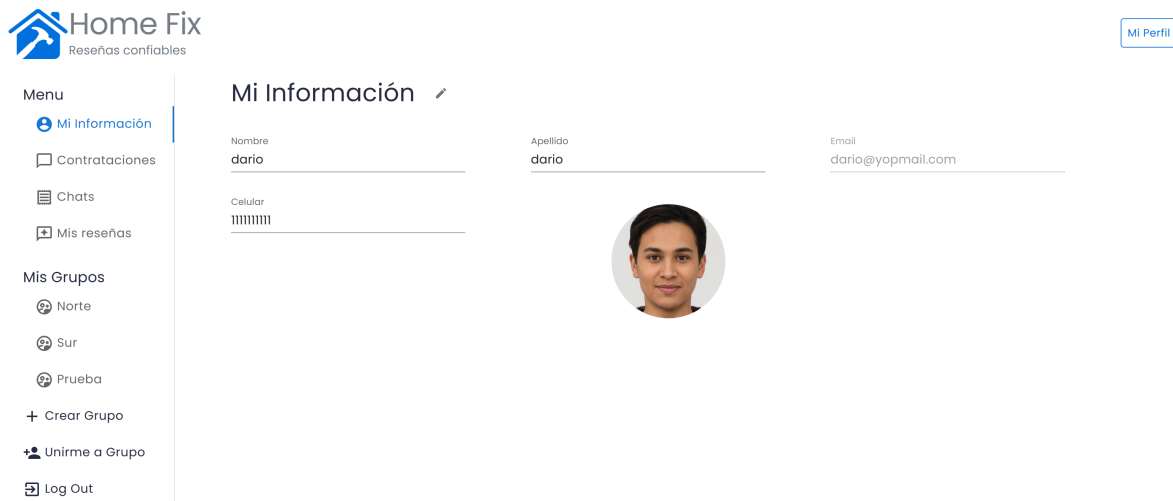 Home Fix
Reseñas confiables
Mi Perfil
Menu
Mi Información
Contrataciones
Chats
Mis reseñas
Mis Grupos
Norte
Sur
Prueba
Crear Grupo
Unirme a Grupo
Log Out
Mi Información
Nombre
dario
Apellido
dario
Email
dario@yopmail.com
Celular
1111111111